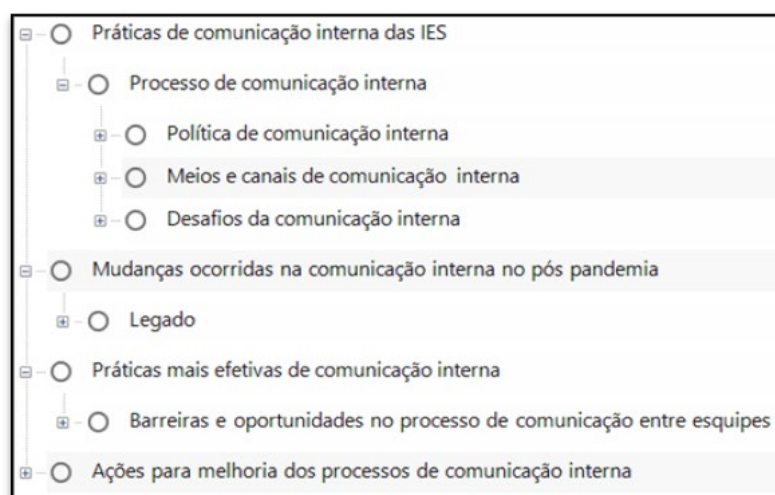 Práticas de comunicação interna das IES
Processo de comunicação interna
Política de comunicação interna
Meios e canais de comunicação interna
Desafios da comunicação interna
Mudanças ocorridas na comunicação interna no pós pandemia
Legado
Práticas mais efetivas de comunicação interna
Barreiras e oportunidades no processo de comunicação entre esquipes
Ações para melhoria dos processos de comunicação interna